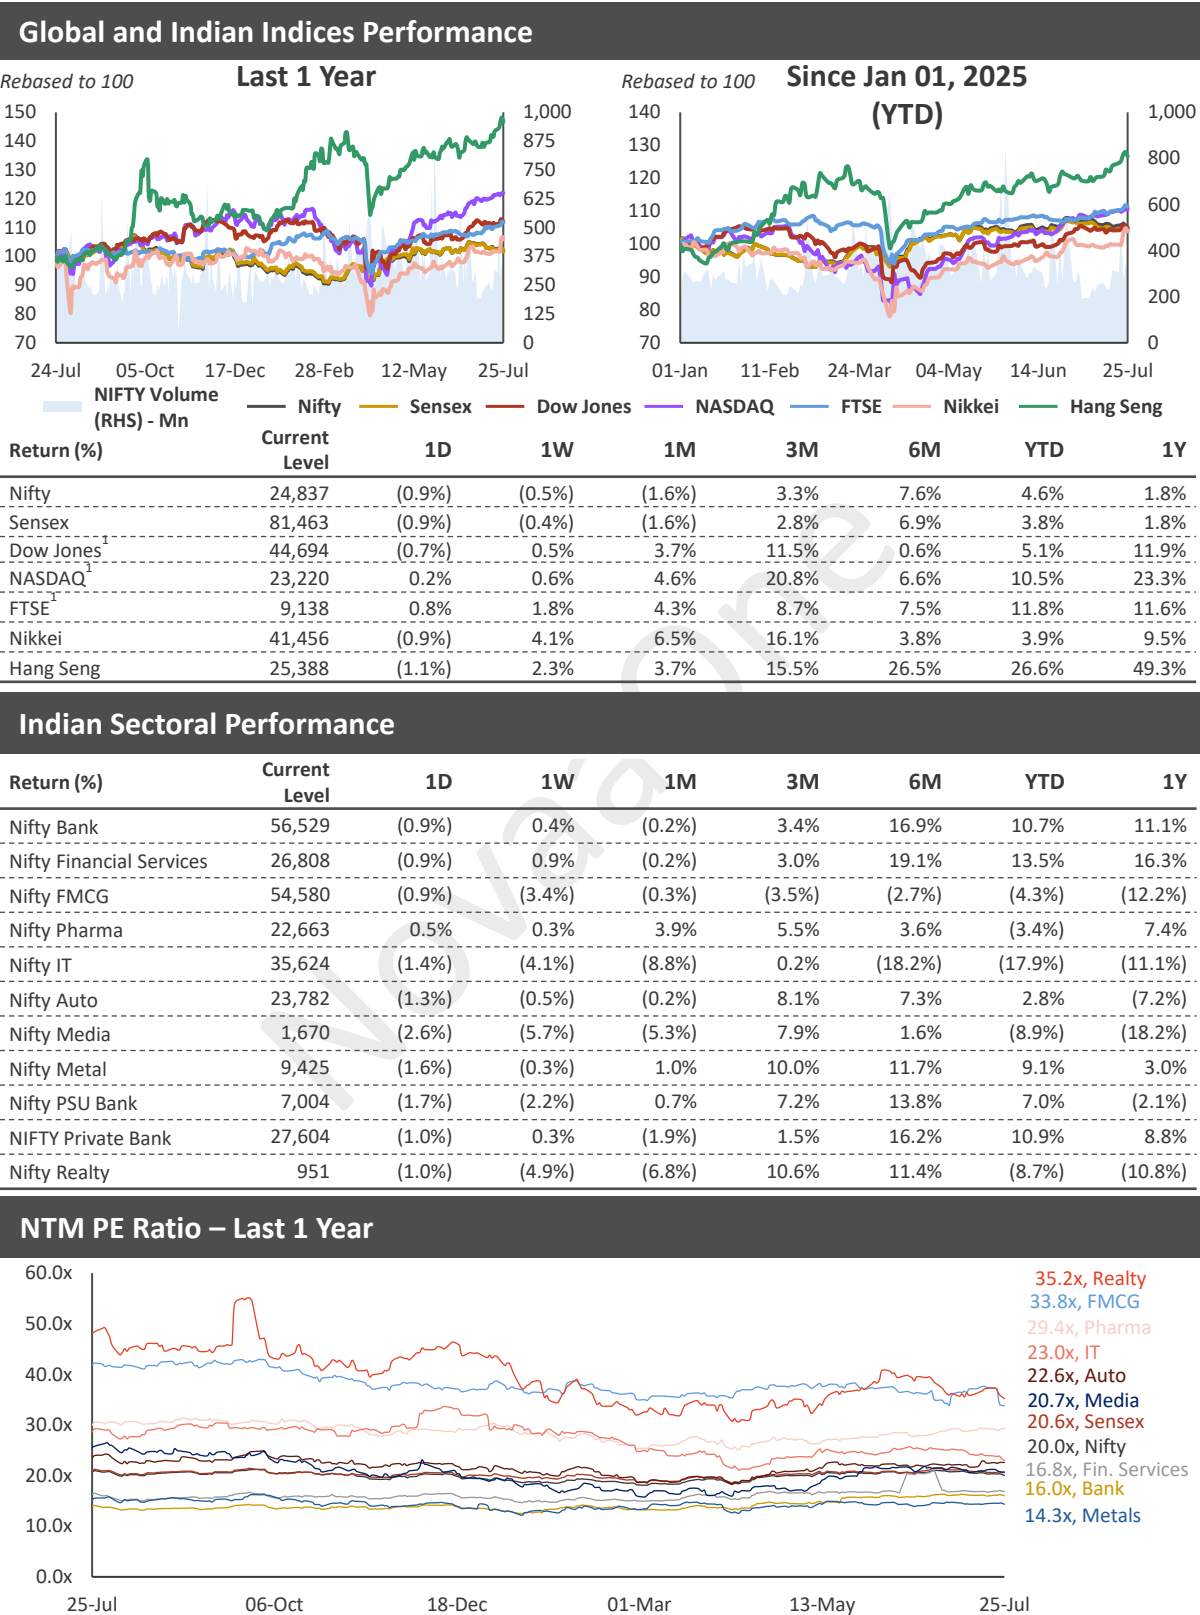 Global and Indian Indices Performance
Rebased to 100
Last 1 Year
150
140
130
120
110
100
90
80
70
1,000
875
750
625
500
375
250
125
0
24-Jul 05-Oct 17-Dec 28-Feb 12-May 25-Jul
Rebased to 100
Since Jan 01, 2025
(YTD)
140
130
120
110
100
90
80
70
1,000
800
600
400
200
0
01-Jan 11-Feb 24-Mar 04-May 14-Jun 25-Jul
NIFTY Volume
(RHS) - Mn
Nifty Sensex Dow Jones NASDAQ FTSE Nikkei Hang Seng
Return (%) Current Level 1D 1W 1M 3M 6M YTD 1Y
Nifty 24,837 (0.9%) (0.5%) (1.6%) 3.3% 7.6% 4.6% 1.8%
Sensex 81,463 (0.9%) (0.4%) (1.6%) 2.8% 6.9% 3.8% 1.8%
Dow Jones¹ 44,694 (0.7%) 0.5% 3.7% 11.5% 0.6% 5.1% 11.9%
NASDAQ¹ 23,220 0.2% 0.6% 4.6% 20.8% 6.6% 10.5% 23.3%
FTSE¹ 9,138 0.8% 1.8% 4.3% 8.7% 7.5% 11.8% 11.6%
Nikkei 41,456 (0.9%) 4.1% 6.5% 16.1% 3.8% 3.9% 9.5%
Hang Seng 25,388 (1.1%) 2.3% 3.7% 15.5% 26.5% 26.6% 49.3%
Indian Sectoral Performance
Return (%) Current Level 1D 1W 1M 3M 6M YTD 1Y
Nifty Bank 56,529 (0.9%) 0.4% (0.2%) 3.4% 16.9% 10.7% 11.1%
Nifty Financial Services 26,808 (0.9%) 0.9% (0.2%) 3.0% 19.1% 13.5% 16.3%
Nifty FMCG 54,580 (0.9%) (3.4%) (0.3%) (3.5%) (2.7%) (4.3%) (12.2%)
Nifty Pharma 22,663 0.5% 0.3% 3.9% 5.5% 3.6% (3.4%) 7.4%
Nifty IT 35,624 (1.4%) (4.1%) (8.8%) 0.2% (18.2%) (17.9%) (11.1%)
Nifty Auto 23,782 (1.3%) (0.5%) (0.2%) 8.1% 7.3% 2.8% (7.2%)
Nifty Media 1,670 (2.6%) (5.7%) (5.3%) 7.9% 1.6% (8.9%) (18.2%)
Nifty Metal 9,425 (1.6%) (0.3%) 1.0% 10.0% 11.7% 9.1% 3.0%
Nifty PSU Bank 7,004 (1.7%) (2.2%) 0.7% 7.2% 13.8% 7.0% (2.1%)
NIFTY Private Bank 27,604 (1.0%) 0.3% (1.9%) 1.5% 16.2% 10.9% 8.8%
Nifty Realty 951 (1.0%) (4.9%) (6.8%) 10.6% 11.4% (8.7%) (10.8%)
NovaaOne
NTM PE Ratio – Last 1 Year
60.0x
50.0x
40.0x
30.0x
20.0x
10.0x
0.0x
25-Jul 06-Oct 18-Dec 01-Mar 13-May 25-Jul
35.2x, Realty
33.8x, FMCG
29.4x, Pharma
23.0x, IT
22.6x, Auto
20.7x, Media
20.6x, Sensex
20.0x, Nifty
16.8x, Fin. Services
16.0x, Bank
14.3x, Metals